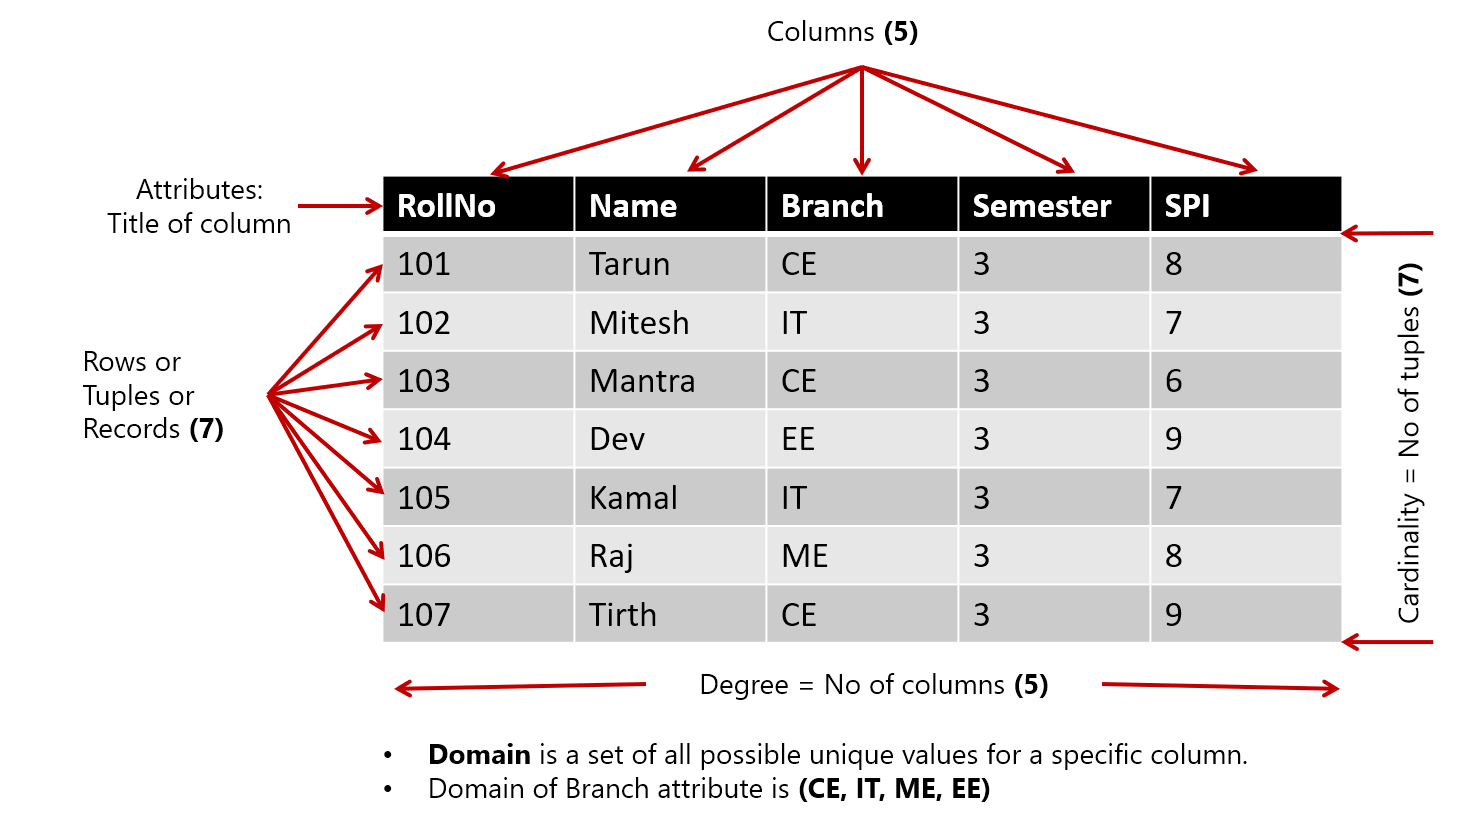 Columns (5)
Attributes:
Title of column
RollNo Name Branch Semester SPI
101 Tarun CE 3 8
102 Mitesh IT 3 7
103 Mantra CE 3 6
104 Dev EE 3 9
105 Kamal IT 3 7
106 Raj ME 3 8
107 Tirth CE 3 9
Rows or
Tuples or
Records (7)
Cardinality = No of tuples (7)
Degree = No of columns (5)
• Domain is a set of all possible unique values for a specific column.
• Domain of Branch attribute is (CE, IT, ME, EE)